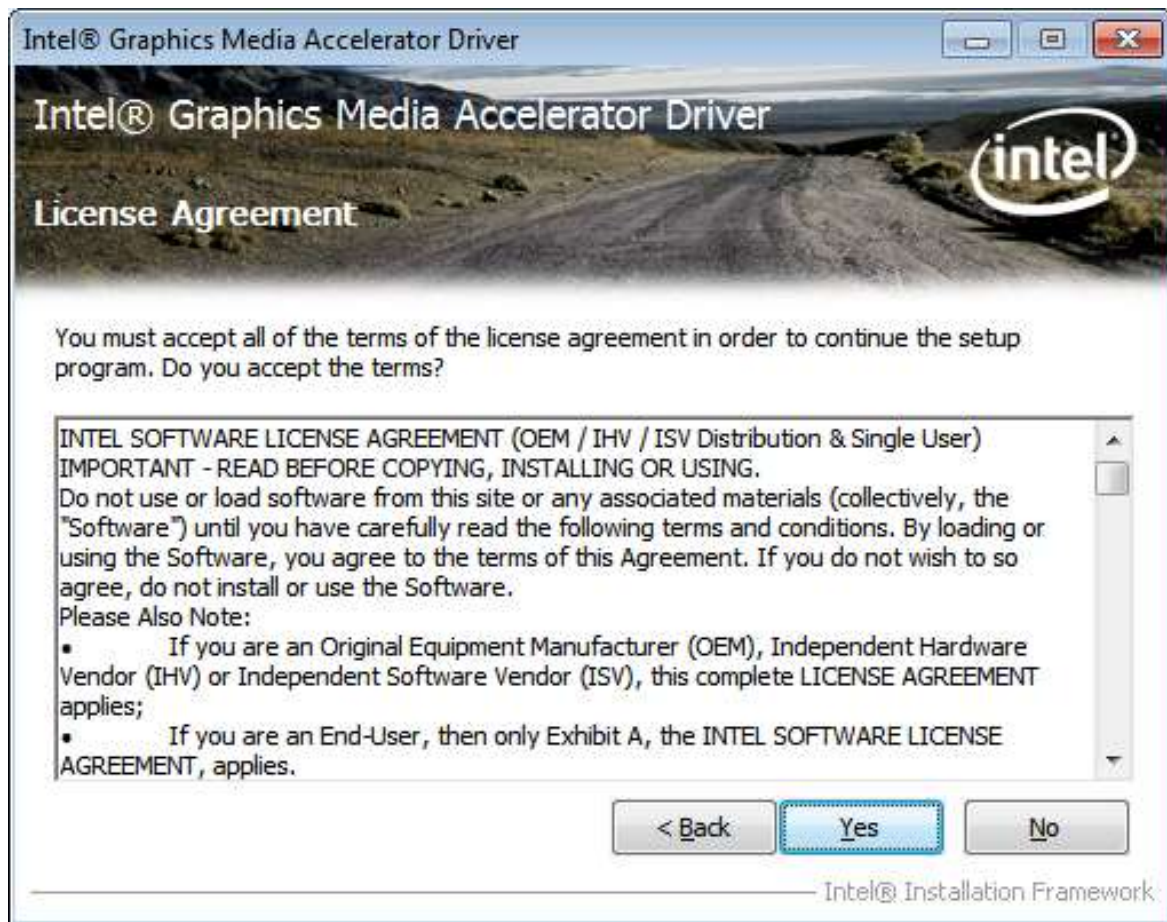 Intel® Graphics Media Accelerator Driver
Intel® Graphics Media Accelerator Driver
intel
License Agreement
You must accept all of the terms of the license agreement in order to continue the setup
program. Do you accept the terms?
INTEL SOFTWARE LICENSE AGREEMENT (OEM / IHV / ISV Distribution & Single User)
IMPORTANT - READ BEFORE COPYING, INSTALLING OR USING.
Do not use or load software from this site or any associated materials (collectively, the
"Software") until you have carefully read the following terms and conditions. By loading or
using the Software, you agree to the terms of this Agreement. If you do not wish to so
agree, do not install or use the Software.
Please Also Note:
• If you are an Original Equipment Manufacturer (OEM), Independent Hardware
Vendor (IHV) or Independent Software Vendor (ISV), this complete LICENSE AGREEMENT
applies;
• If you are an End-User, then only Exhibit A, the INTEL SOFTWARE LICENSE
AGREEMENT, applies.
< Back Yes No
Intel® Installation Framework